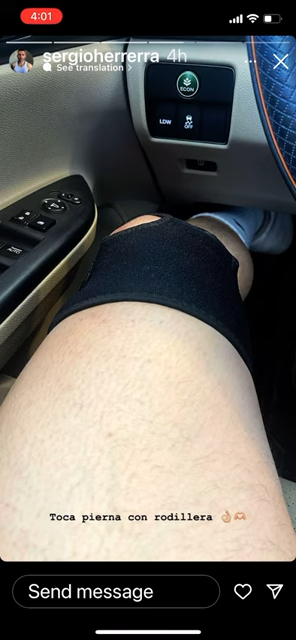 4:01
sergioherrerra 4h
See translation >
ECON
LDW
OFF
Toca pierna con rodillera 👌🏼🫶🏼
Send message